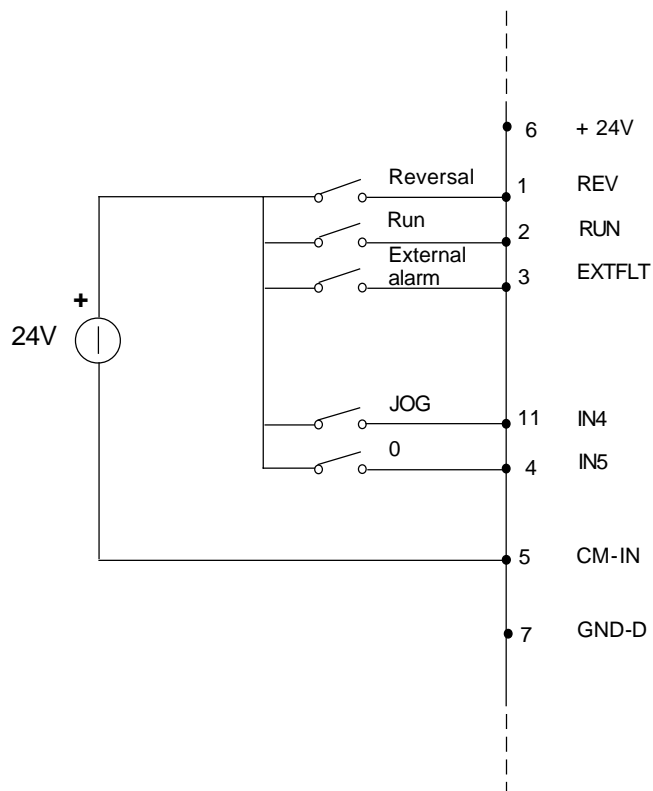 6 + 24V
Reversal 1 REV
Run 2 RUN
External
alarm 3 EXTFLT
+
24V
JOG 11 IN4
0 4 IN5
5 CM-IN
7 GND-D